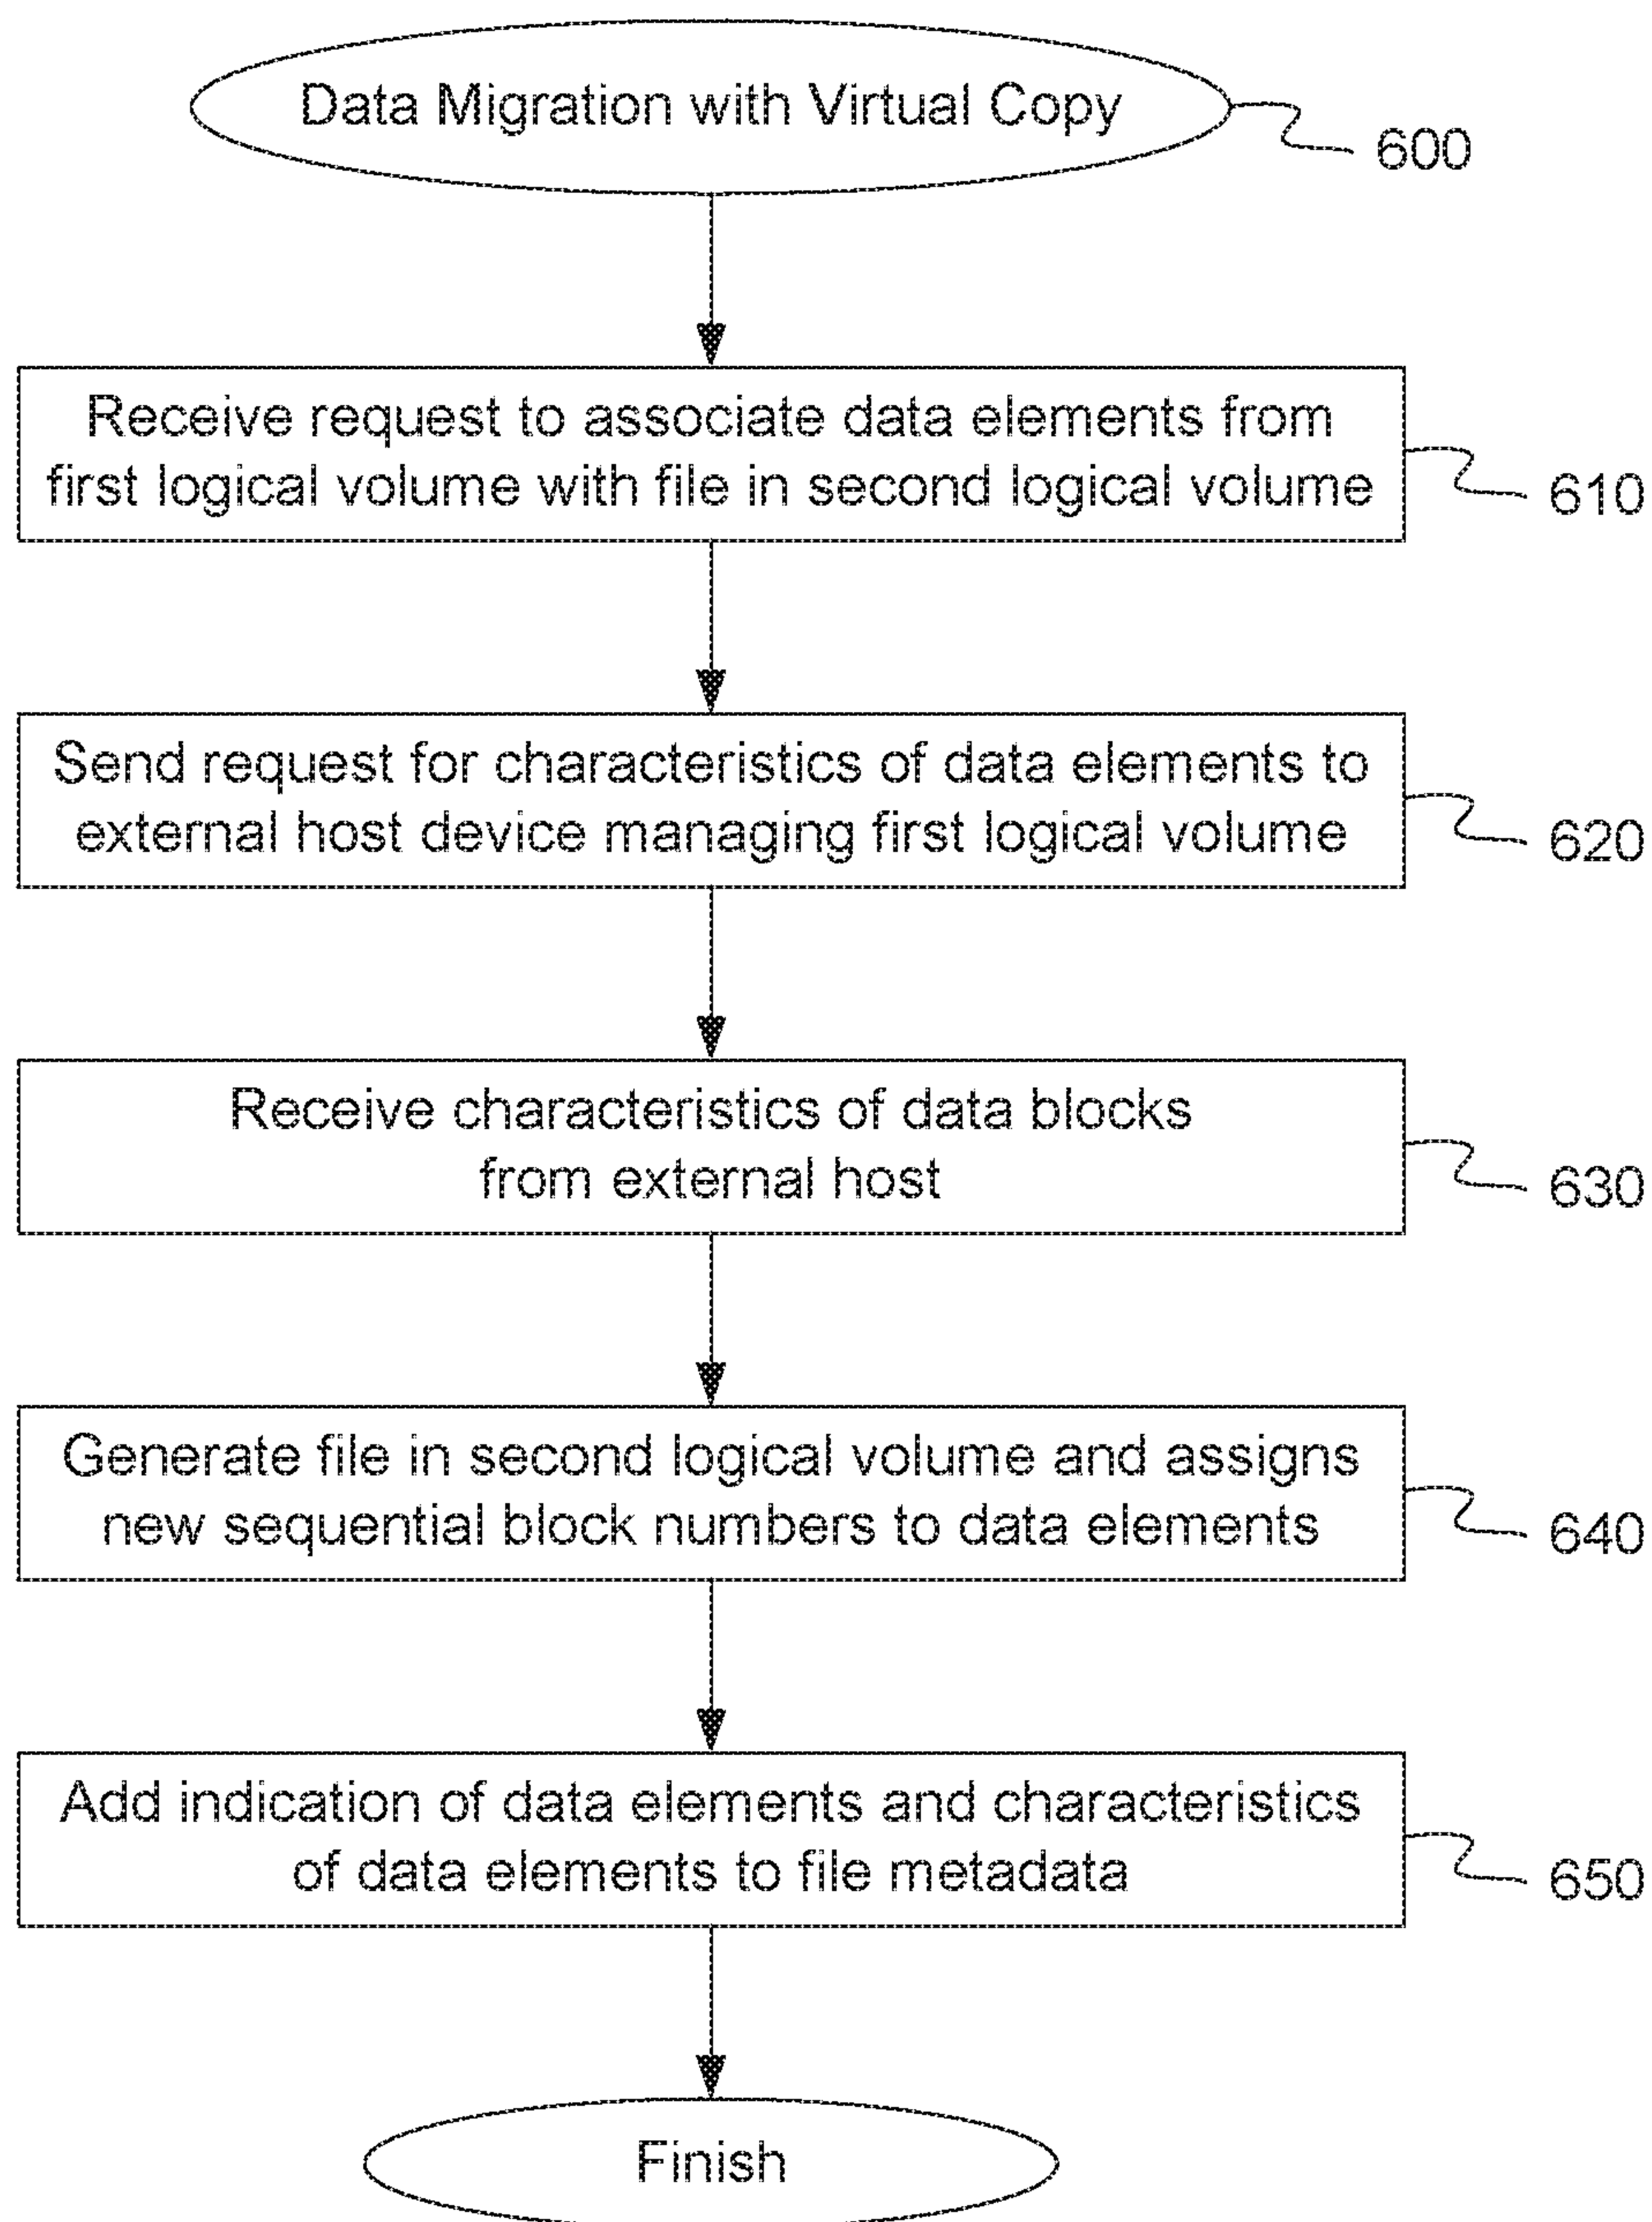 Data Migration with Virtual Copy
600
Receive request to associate data elements from
first logical volume with file in second logical volume
610
Send request for characteristics of data elements to
external host device managing first logical volume
620
Receive characteristics of data blocks
from external host
630
Generate file in second logical volume and assigns
new sequential block numbers to data elements
640
Add indication of data elements and characteristics
of data elements to file metadata
650
Finish